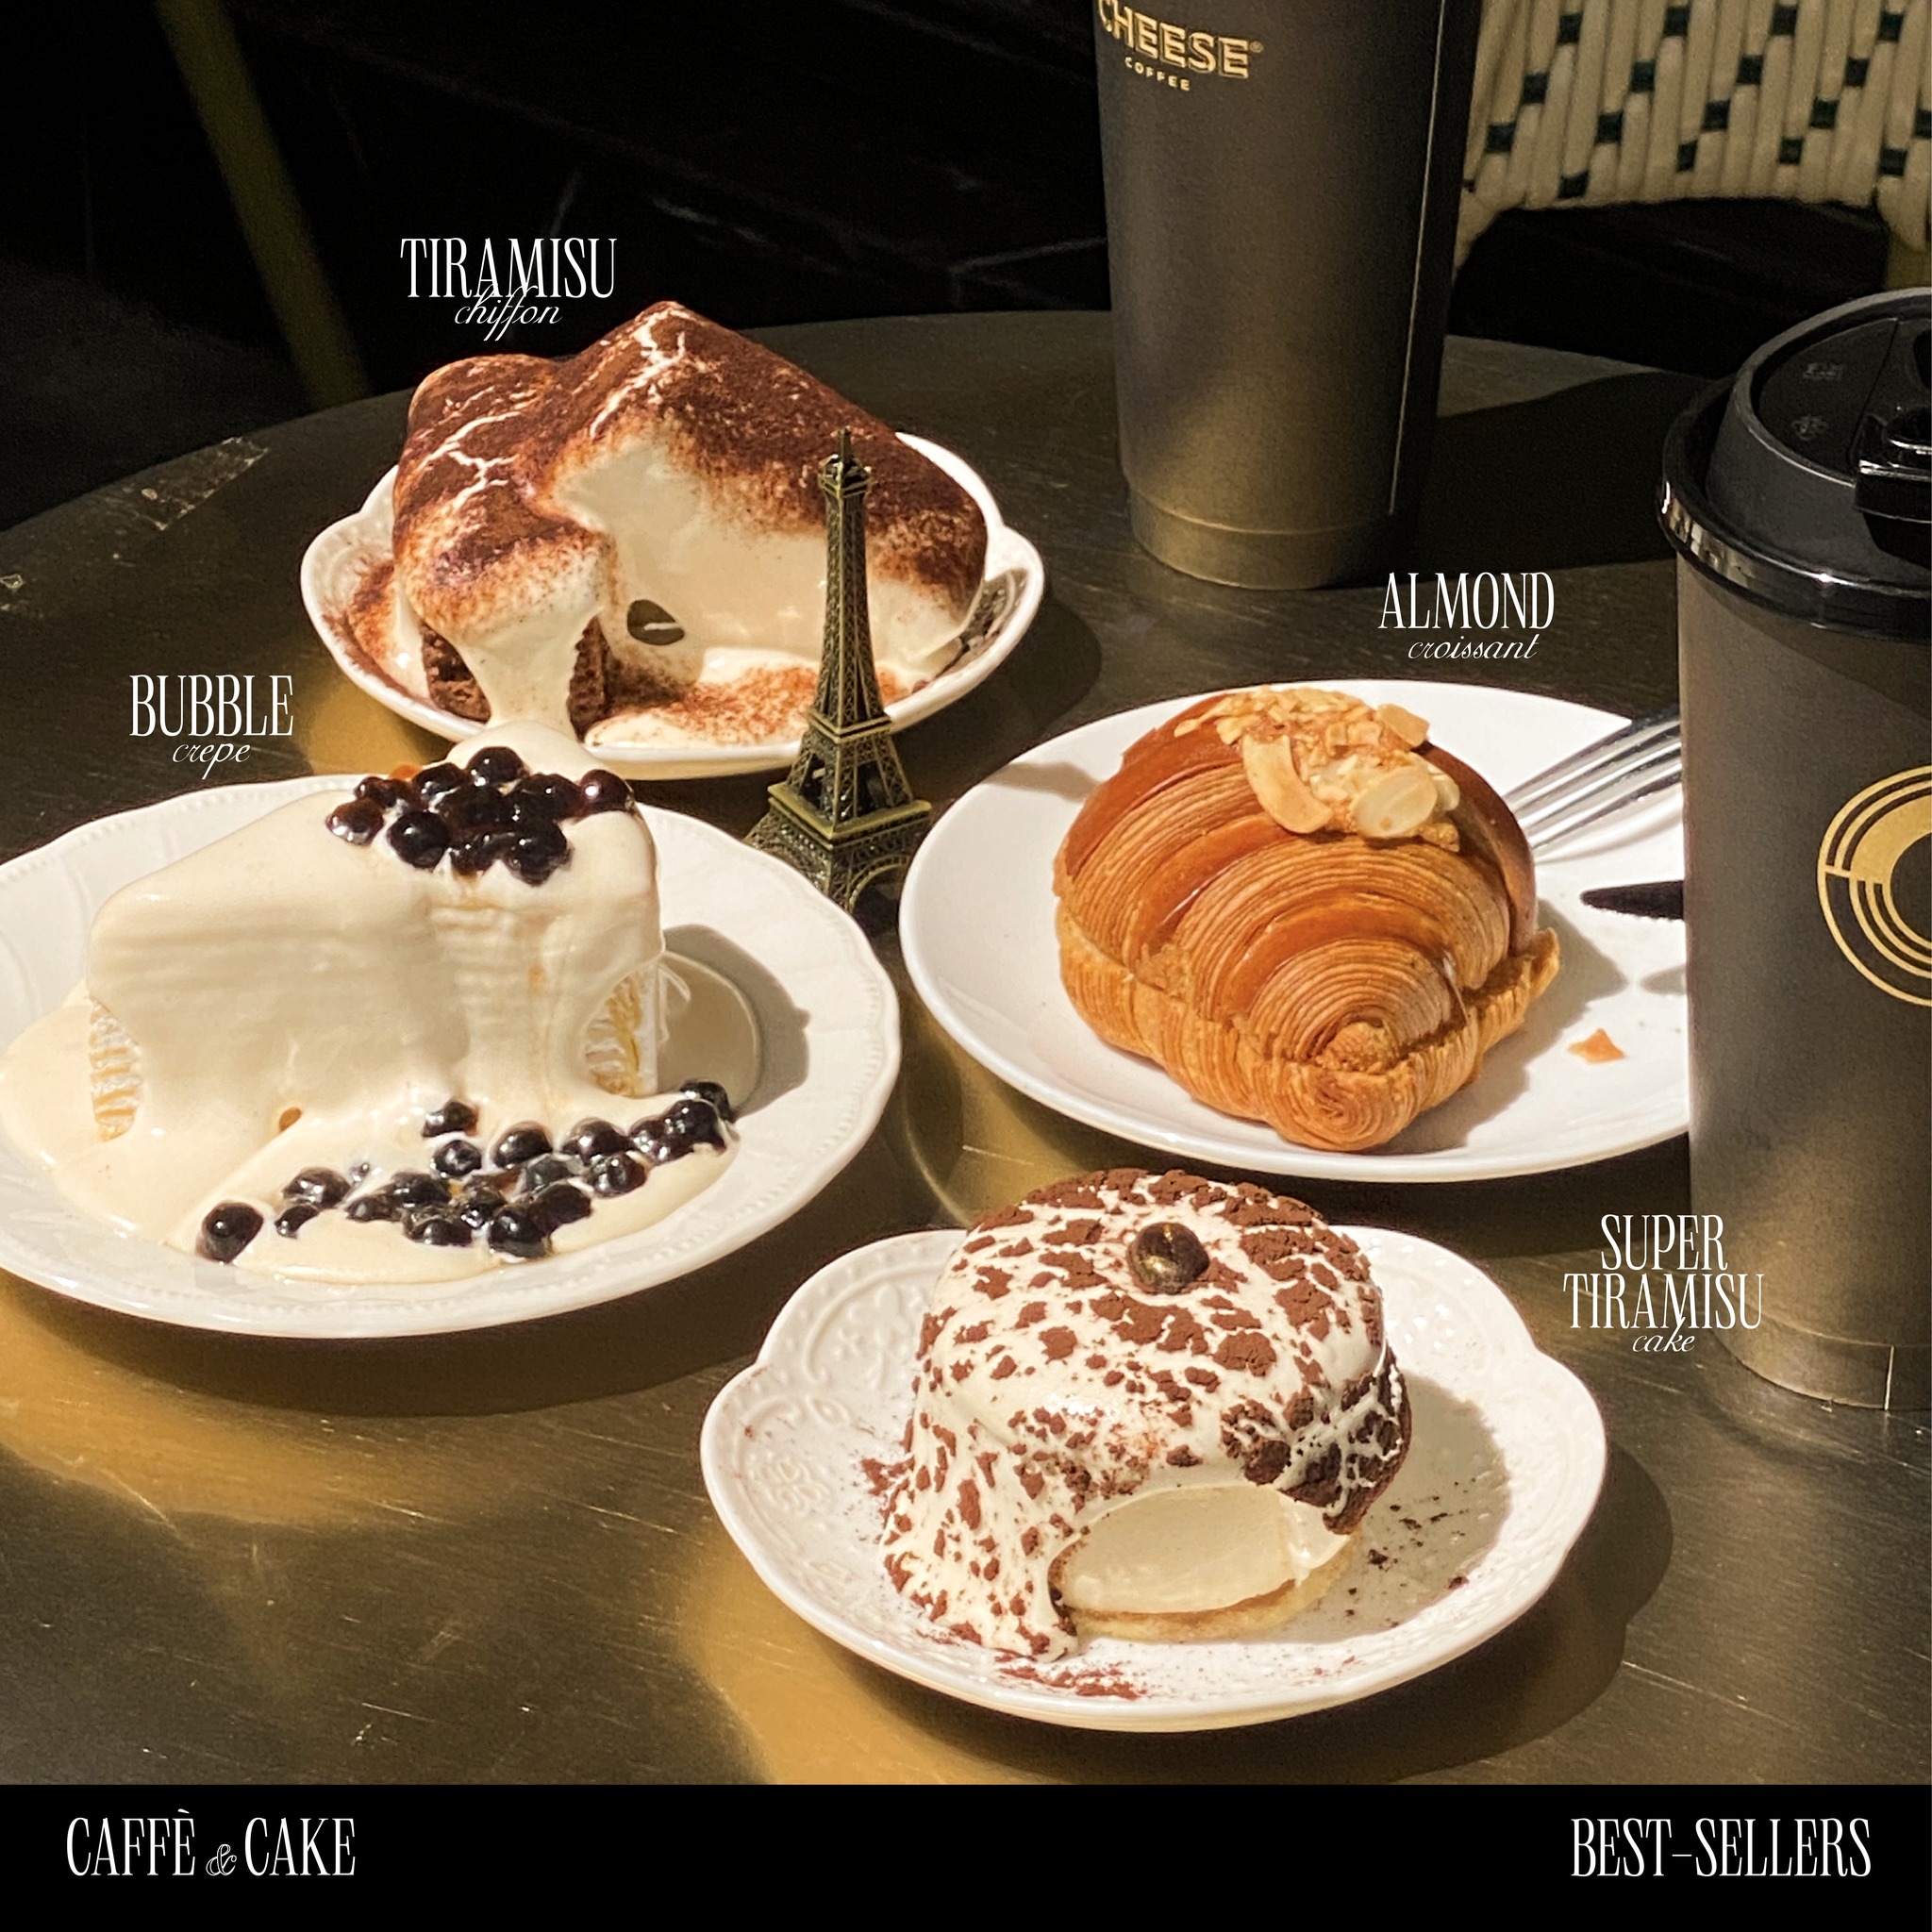 CHEESE®
COFFEE
TIRAMISU
chiffon
ALMOND
croissant
BUBBLE
crepe
SUPER
TIRAMISU
cake
CAFFÈ & CAKE
BEST-SELLERS